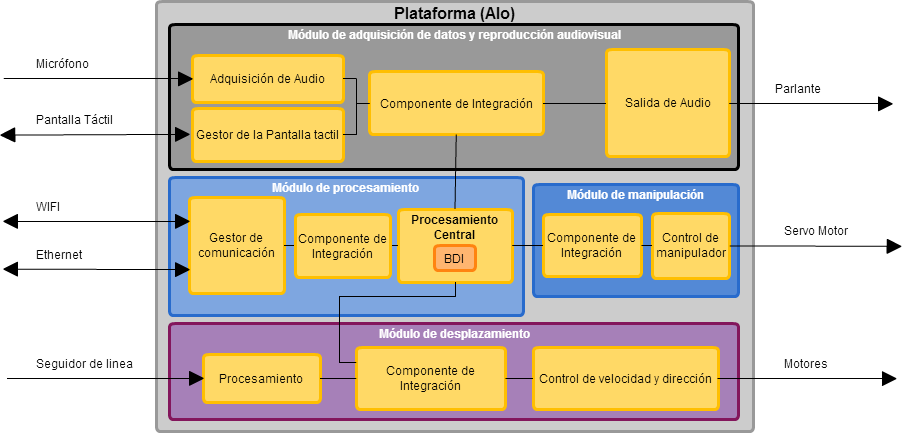 Plataforma (Alo)
Módulo de adquisición de datos y reproducción audiovisual
Micrófono
Adquisición de Audio
Componente de Integración
Salida de Audio
Parlante
Pantalla Táctil
Gestor de la Pantalla tactil
Módulo de procesamiento
Módulo de manipulación
WIFI
Ethernet
Gestor de
comunicación
Componente de
Integración
Procesamiento
Central
BDI
Componente de
Integración
Control de
manipulador
Servo Motor
Módulo de desplazamiento
Seguidor de linea
Procesamiento
Componente de
Integración
Control de velocidad y dirección
Motores